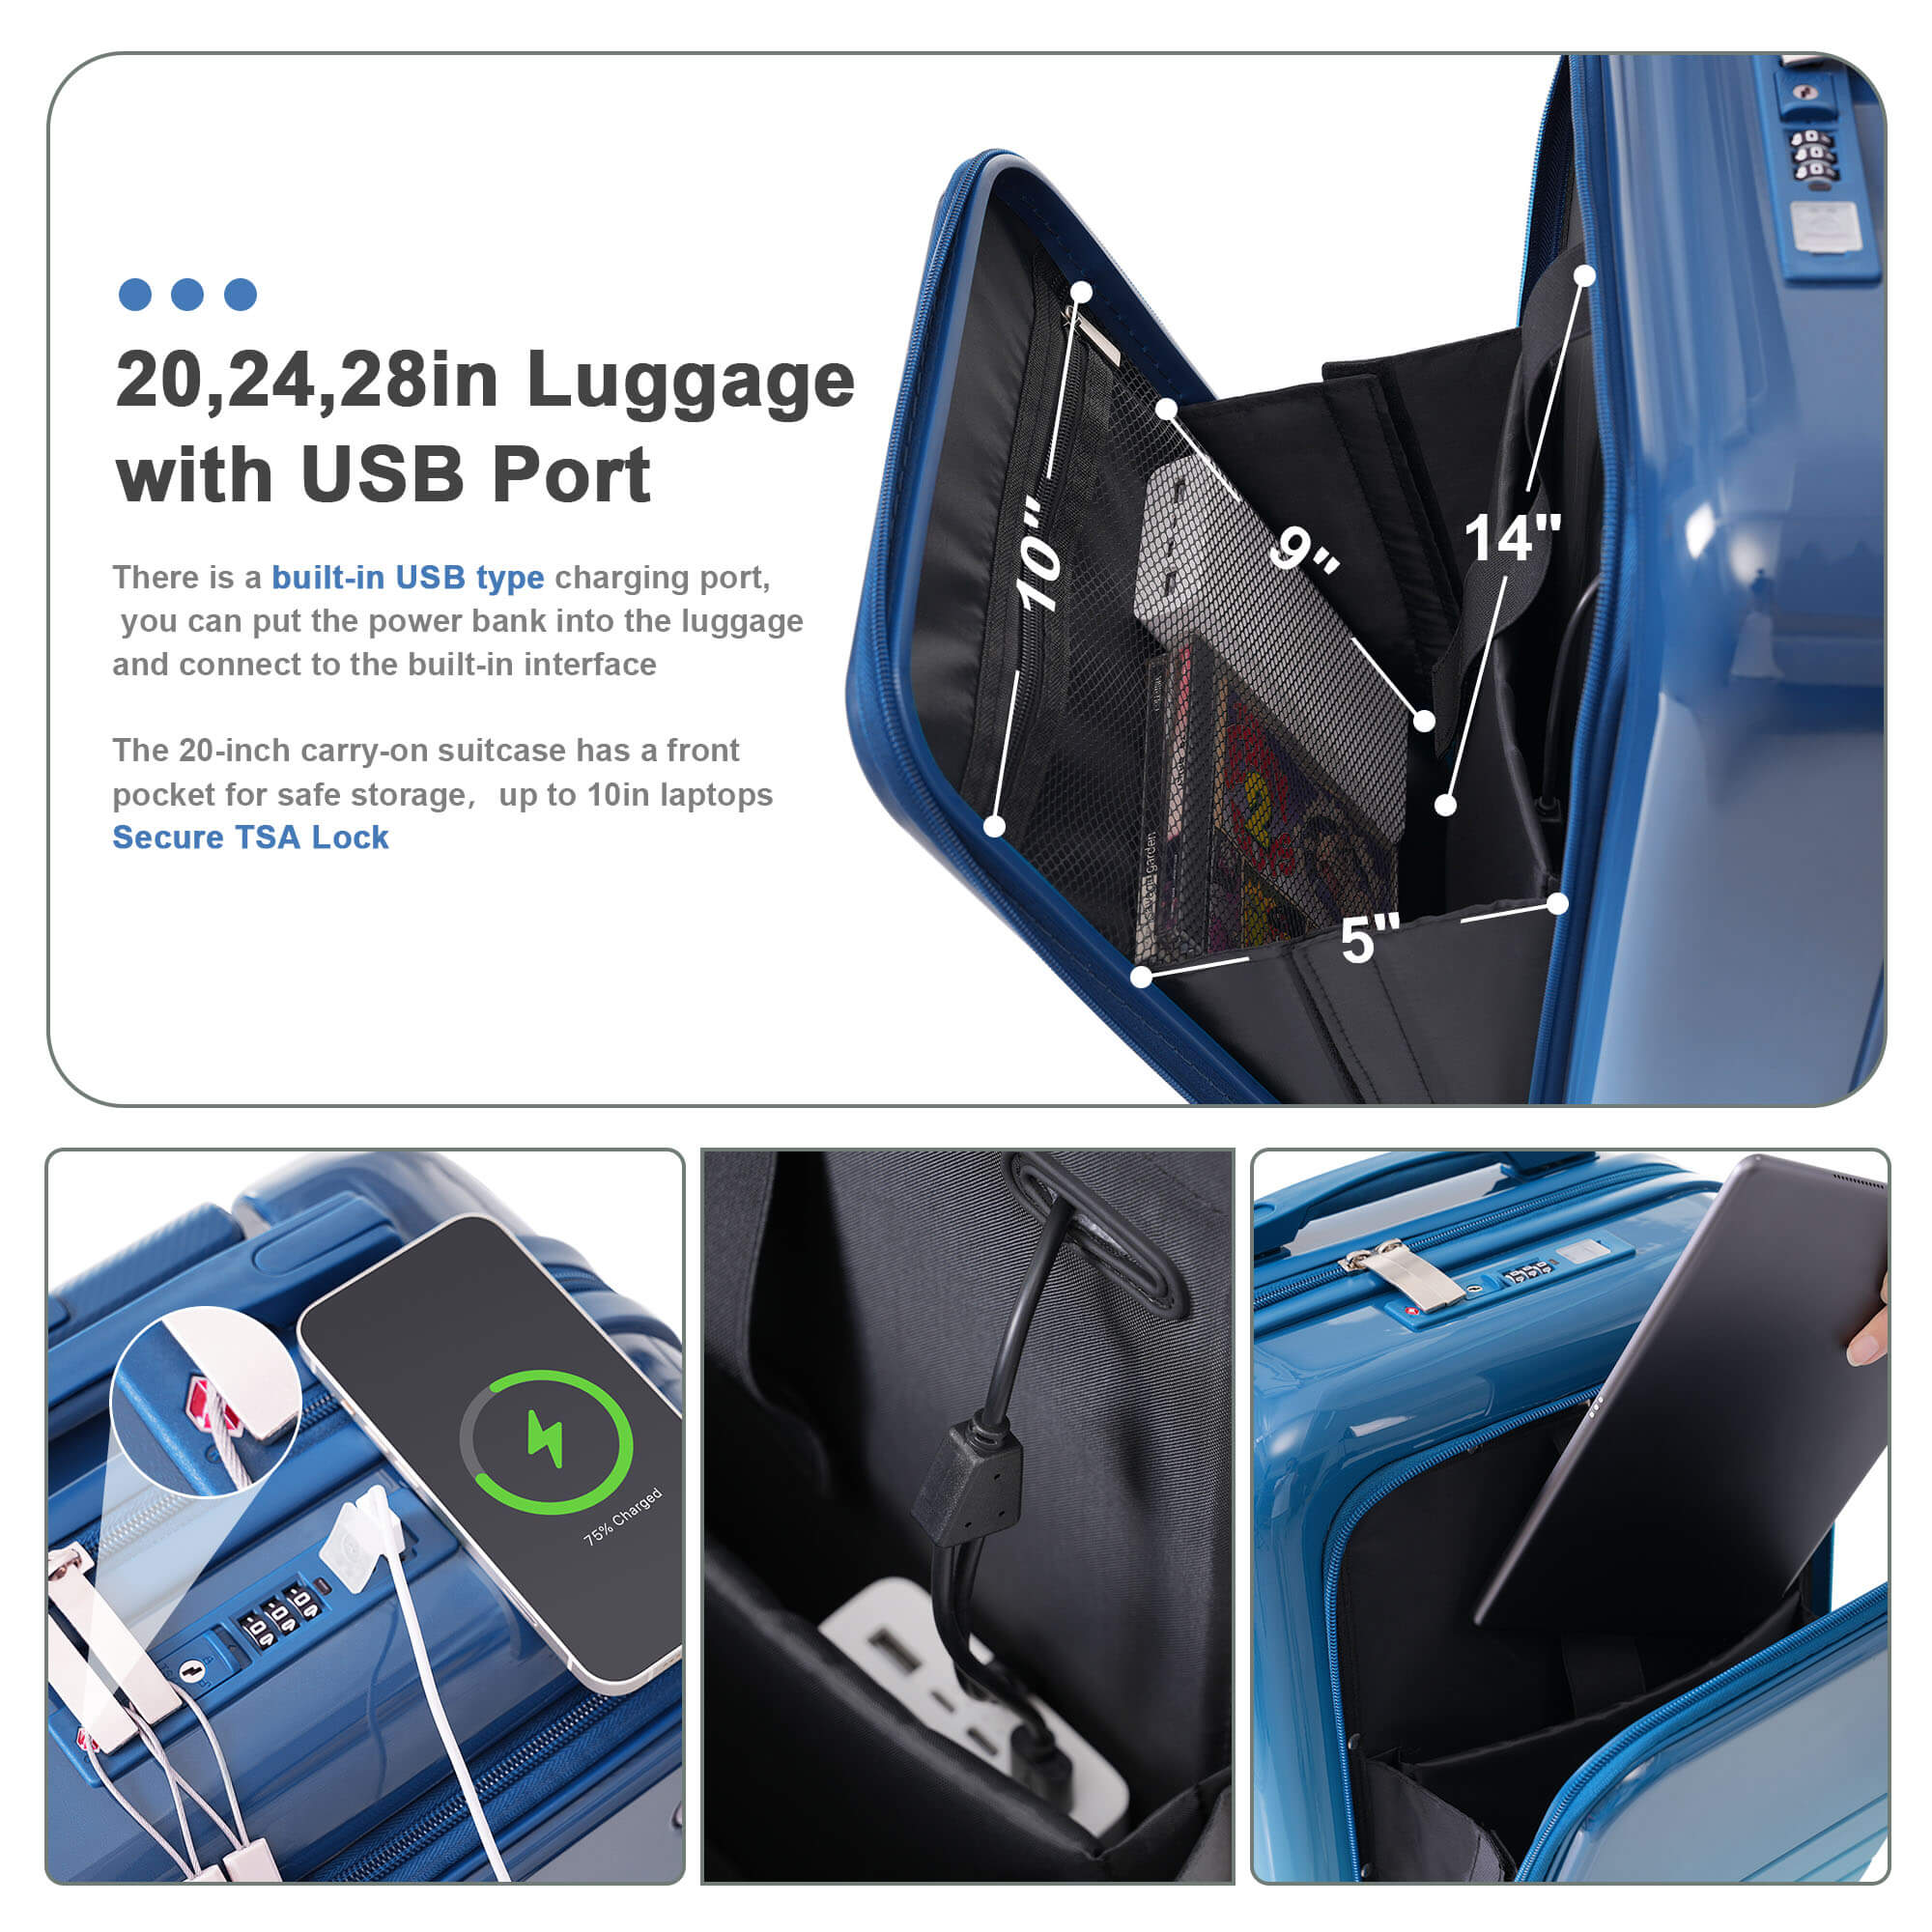 20,24,28in Luggage
with USB Port
There is a built-in USB type charging port,
you can put the power bank into the luggage
and connect to the built-in interface
The 20-inch carry-on suitcase has a front
pocket for safe storage, up to 10in laptops
Secure TSA Lock
10"
9"
14"
5"
garden
75% Charged